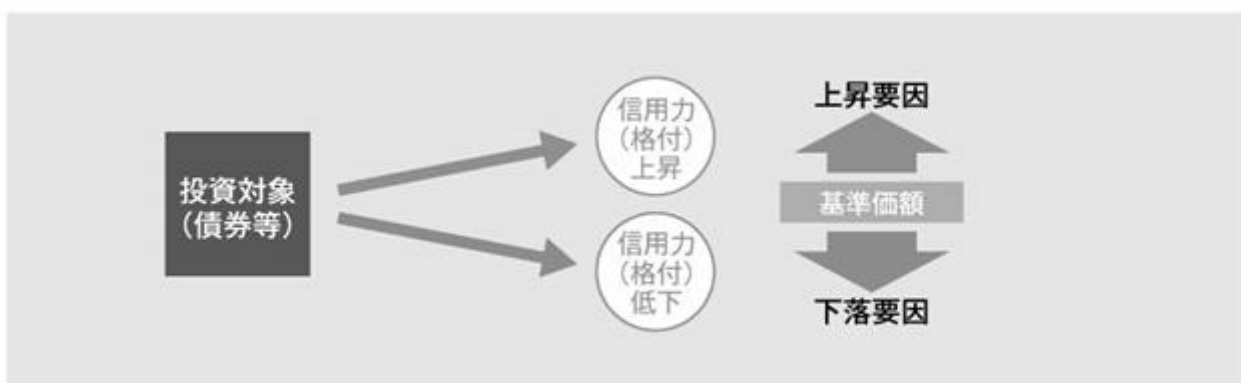 投資対象
(債券等)
信用力
(格付)
上昇
信用力
(格付)
低下
上昇要因
基準価額
下落要因